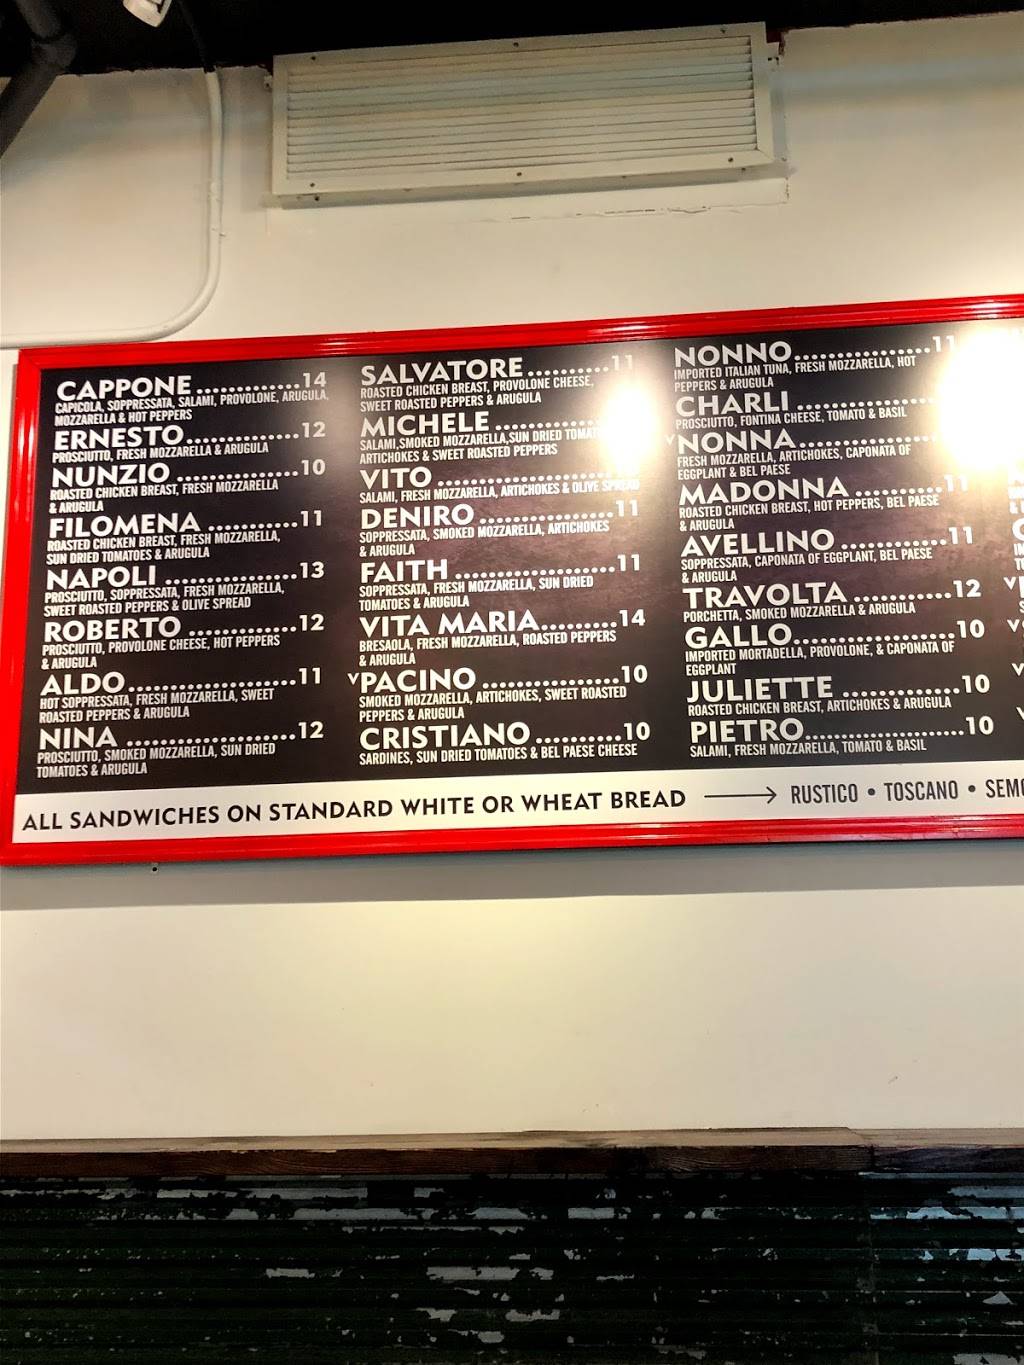 CAPPONE.............14
CAPICOLA, SOPPRESSATA, SALAMI, PROVOLONE, ARUGULA,
MOZZARELLA & HOT PEPPERS
ERNESTO..............12
PROSCIUTTO, FRESH MOZZARELLA & ARUGULA
NUNZIO...............10
ROASTED CHICKEN BREAST, FRESH MOZZARELLA
& ARUGULA
FILOMENA...........11
ROASTED CHICKEN BREAST, FRESH MOZZARELLA,
SUN DRIED TOMATOES & ARUGULA
NAPOLI................13
PROSCIUTTO, SOPPRESSATA, FRESH MOZZARELLA,
SWEET ROASTED PEPPERS & OLIVE SPREAD
ROBERTO.............12
PROSCIUTTO, PROVOLONE CHEESE, HOT PEPPERS
& ARUGULA
ALDO....................11
HOT SOPPRESSATA, FRESH MOZZARELLA, SWEET
ROASTED PEPPERS & ARUGULA
NINA....................12
PROSCIUTTO, SMOKED MOZZARELLA, SUN DRIED
TOMATOES & ARUGULA
SALVATORE...........11
ROASTED CHICKEN BREAST, PROVOLONE CHEESE,
SWEET ROASTED PEPPERS & ARUGULA
MICHELE
SALAMI,SMOKED MOZZARELLA,SUN DRIED
ARTICHOKES & SWEET ROASTED PEPPERS
VITO
SALAMI, FRESH MOZZARELLA, ARTICHOKES & OLIVE SPREAD
DENIRO................11
SOPPRESSATA, SMOKED MOZZARELLA, ARTICHOKES
& ARUGULA
FAITH...................11
SOPPRESSATA, FRESH MOZZARELLA, SUN DRIED
TOMATOES & ARUGULA
VITA MARIA.........14
BRESAOLA, FRESH MOZZARELLA, ROASTED PEPPERS
& ARUGULA
V PACINO..............10
SMOKED MOZZARELLA, ARTICHOKES, SWEET ROASTED
PEPPERS & ARUGULA
CRISTIANO..........10
SARDINES, SUN DRIED TOMATOES & BEL PAESE CHEESE
NONNO................11
IMPORTED ITALIAN TUNA, FRESH MOZZARELLA, HOT
PEPPERS & ARUGULA
CHARLI
PROSCIUTTO, FONTINA CHEESE, TOMATO & BASIL
V NONNA
FRESH MOZZARELLA, ARTICHOKES, CAPONATA OF
EGGPLANT & BEL PAESE
MADONNA..........11
ROASTED CHICKEN BREAST, HOT PEPPERS, BEL PAESE
& ARUGULA
AVELLINO............11
SOPPRESSATA, CAPONATA OF EGGPLANT, BEL PAESE
& ARUGULA
TRAVOLTA...........12
PORCHETTA, SMOKED MOZZARELLA & ARUGULA
GALLO...................10
IMPORTED MORTADELLA, PROVOLONE, & CAPONATA OF
EGGPLANT
JULIETTE.............10
ROASTED CHICKEN BREAST, ARTICHOKES & ARUGULA
PIETRO..................10
SALAMI, FRESH MOZZARELLA, TOMATO & BASIL
ALL SANDWICHES ON STANDARD WHITE OR WHEAT BREAD → RUSTICO • TOSCANO •